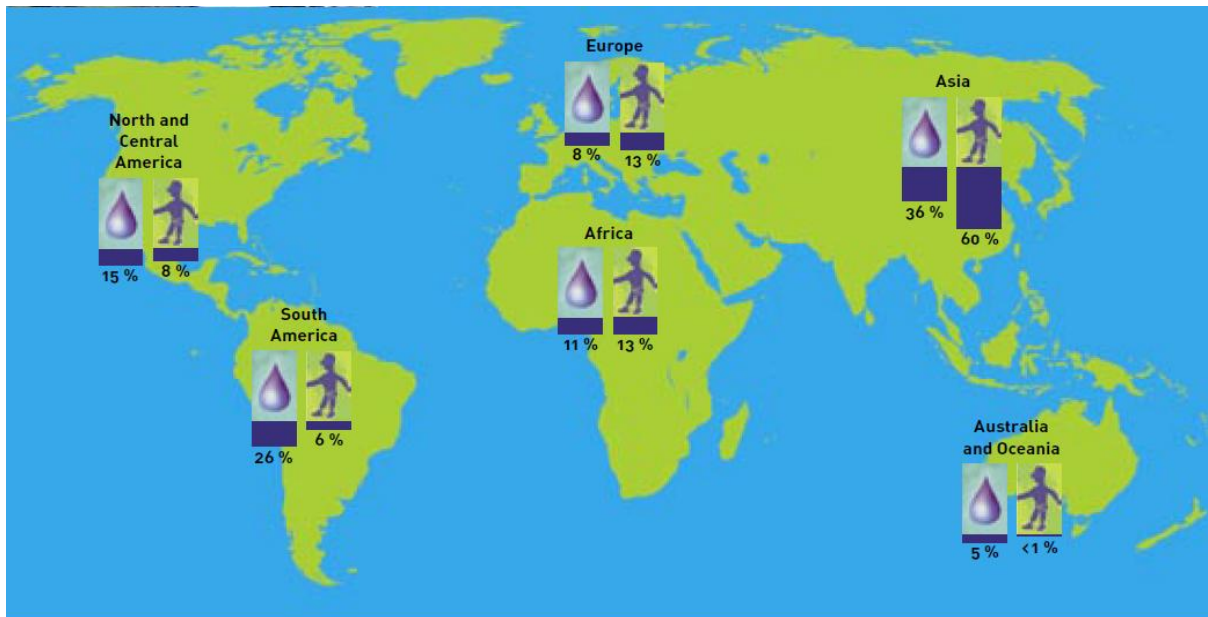 Europe
8 % 13 %
Asia
36 %
60 %
North and
Central
America
15 % 8 %
Africa
11 % 13 %
South
America
26 % 6 %
Australia
and Oceania
5 % <1 %